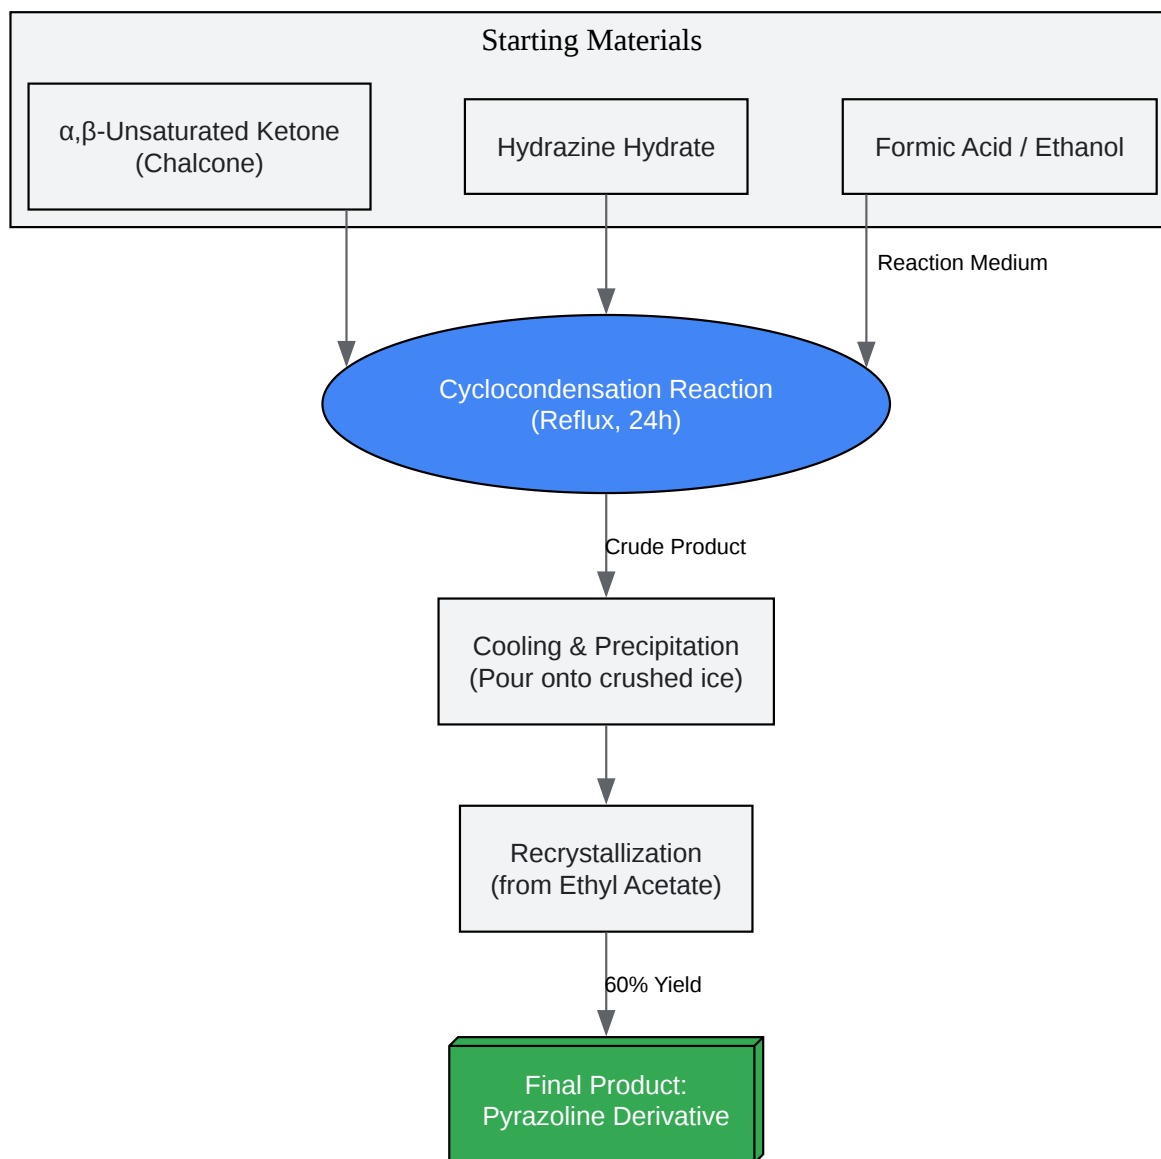 Starting Materials
α,β-Unsaturated Ketone
(Chalcone)
Hydrazine Hydrate
Formic Acid / Ethanol
Reaction Medium
Cyclocondensation Reaction
(Reflux, 24h)
Crude Product
Cooling & Precipitation
(Pour onto crushed ice)
Recrystallization
(from Ethyl Acetate)
60% Yield
Final Product:
Pyrazoline Derivative